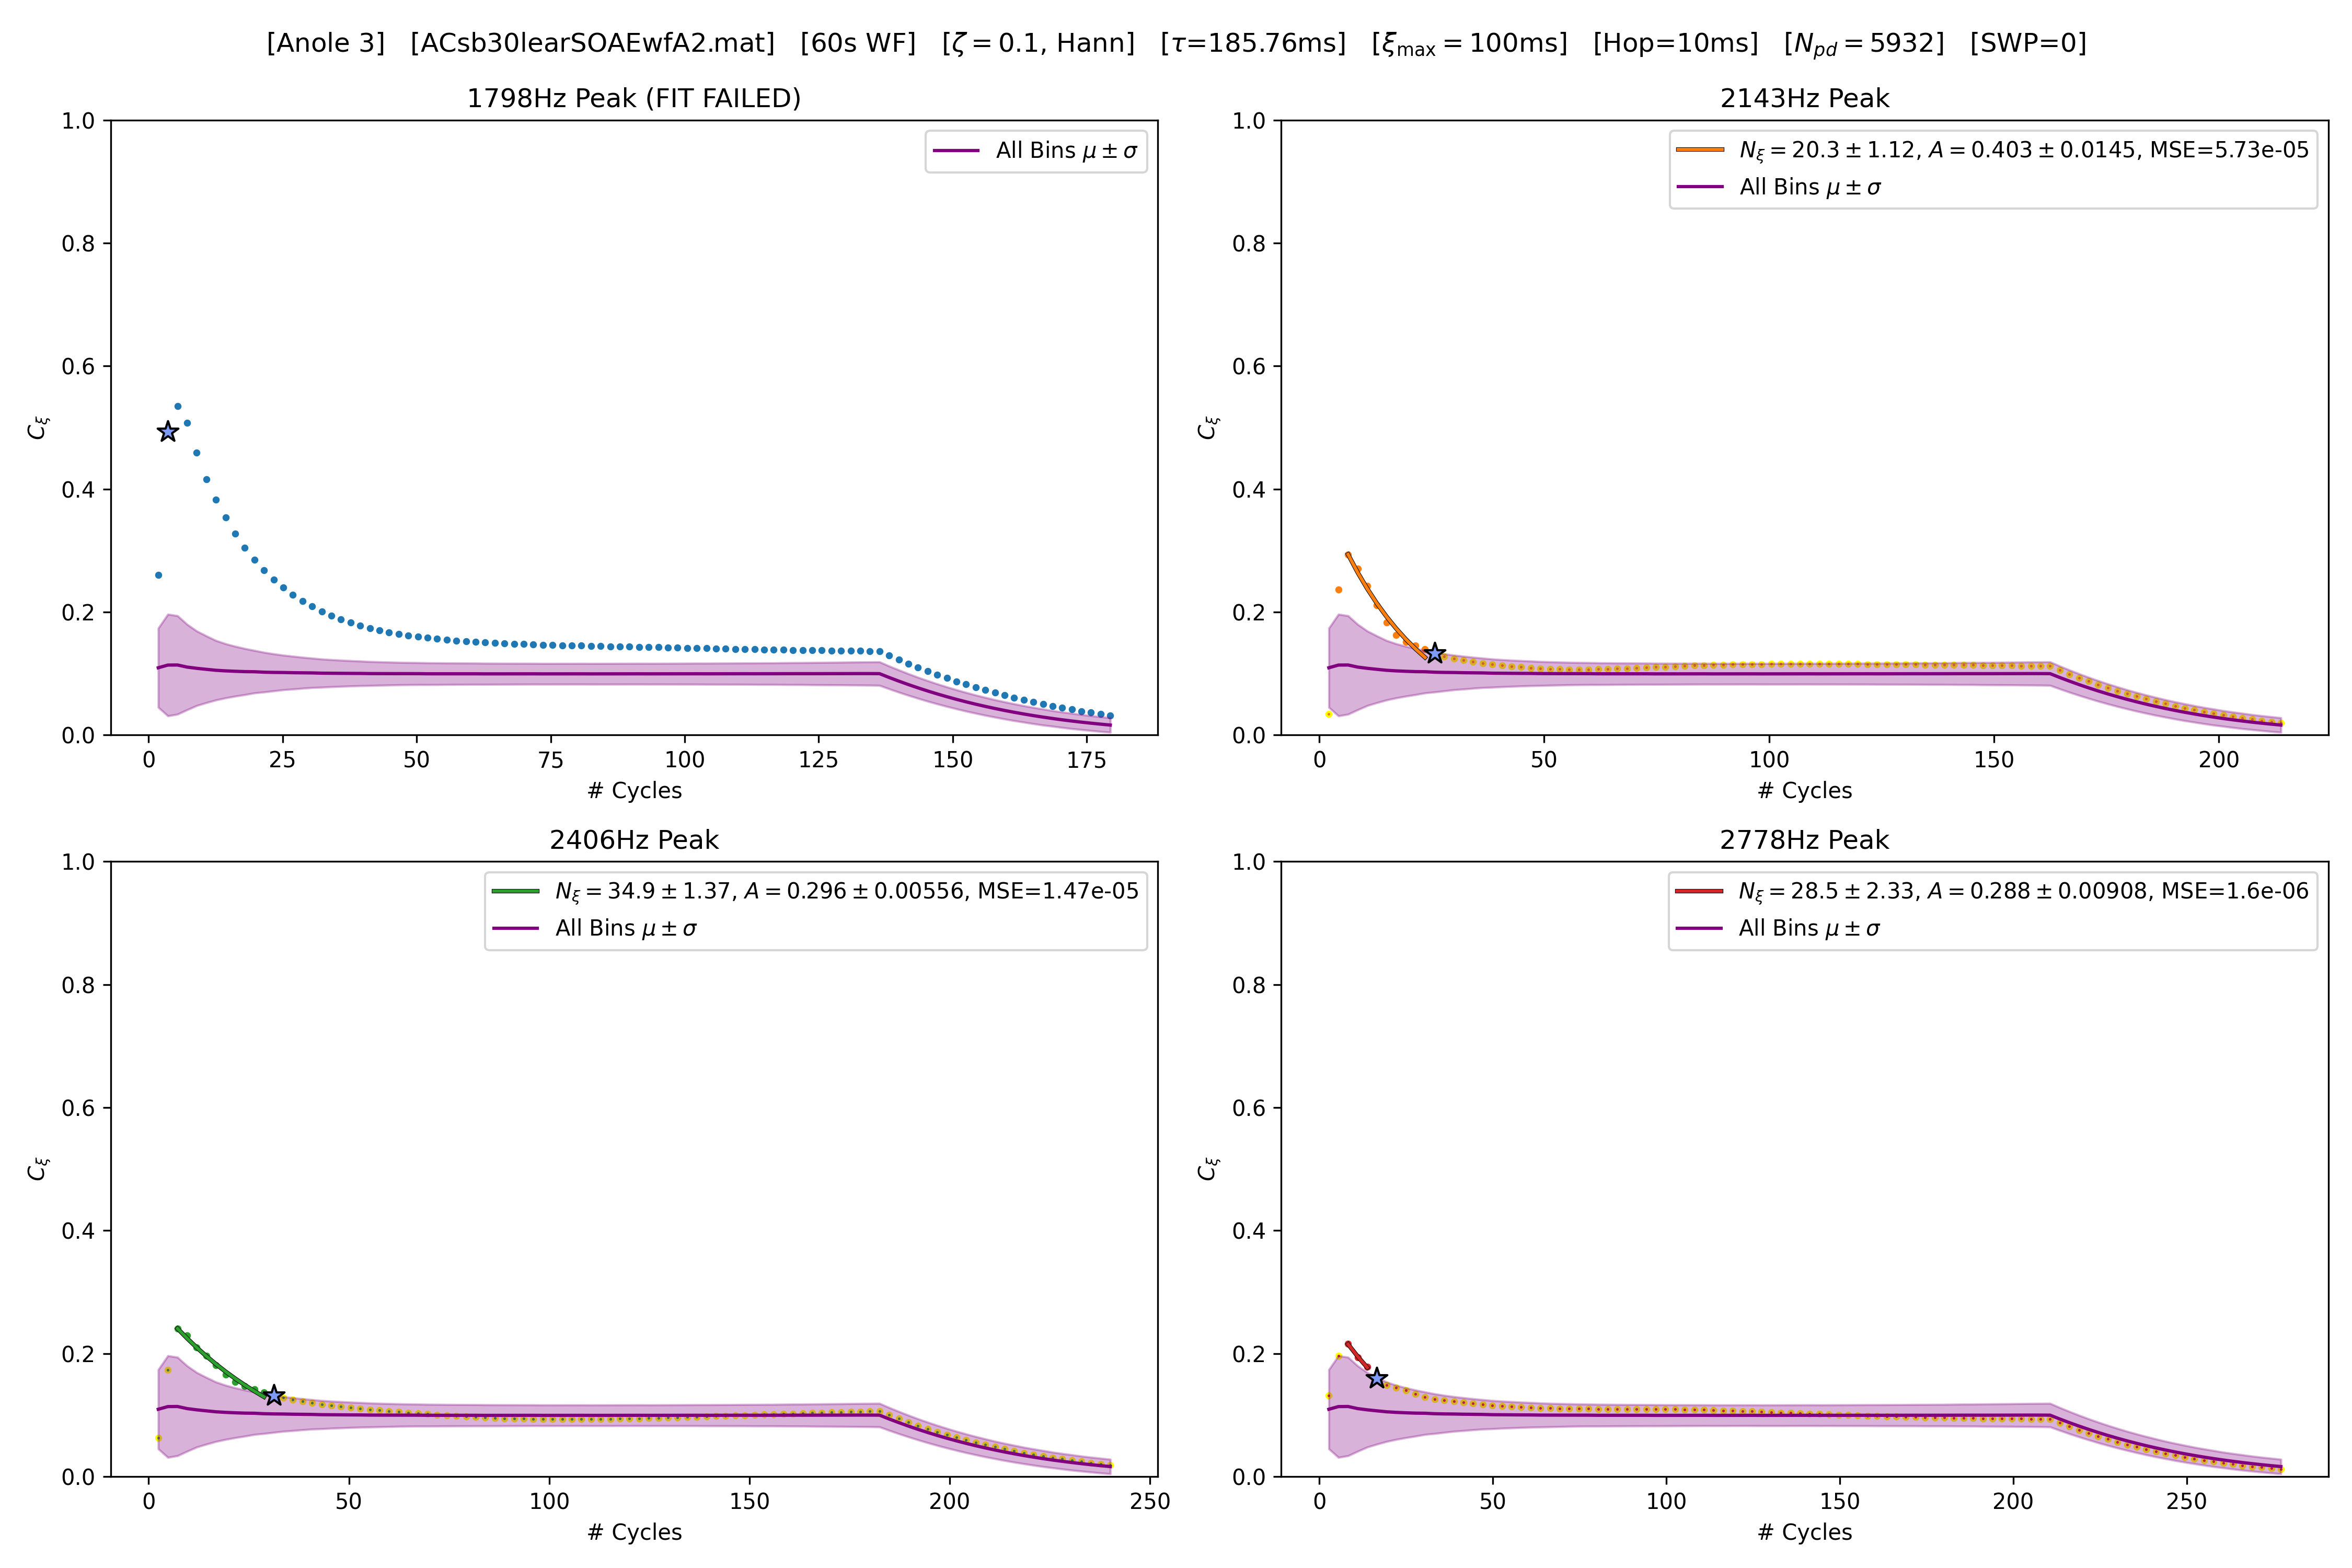 [Anole 3] [ACsb30learSOAEwfA2.mat] [60s WF] [ζ = 0.1, Hann] [τ=185.76ms] [ξmax = 100ms] [Hop=10ms] [Npd = 5932] [SWP=0]
1798Hz Peak (FIT FAILED)
1.0
0.8
0.6
0.4
0.2
0.0
Cξ
All Bins μ ± σ
0 25 50 75 100 125 150 175
# Cycles
2143Hz Peak
1.0
0.8
0.6
0.4
0.2
0.0
Cξ
Nξ = 20.3 ± 1.12, A = 0.403 ± 0.0145, MSE=5.73e-05
All Bins μ ± σ
0 50 100 150 200
# Cycles
2406Hz Peak
1.0
0.8
0.6
0.4
0.2
0.0
Cξ
Nξ = 34.9 ± 1.37, A = 0.296 ± 0.00556, MSE=1.47e-05
All Bins μ ± σ
0 50 100 150 200 250
# Cycles
2778Hz Peak
1.0
0.8
0.6
0.4
0.2
0.0
Cξ
Nξ = 28.5 ± 2.33, A = 0.288 ± 0.00908, MSE=1.6e-06
All Bins μ ± σ
0 50 100 150 200 250
# Cycles